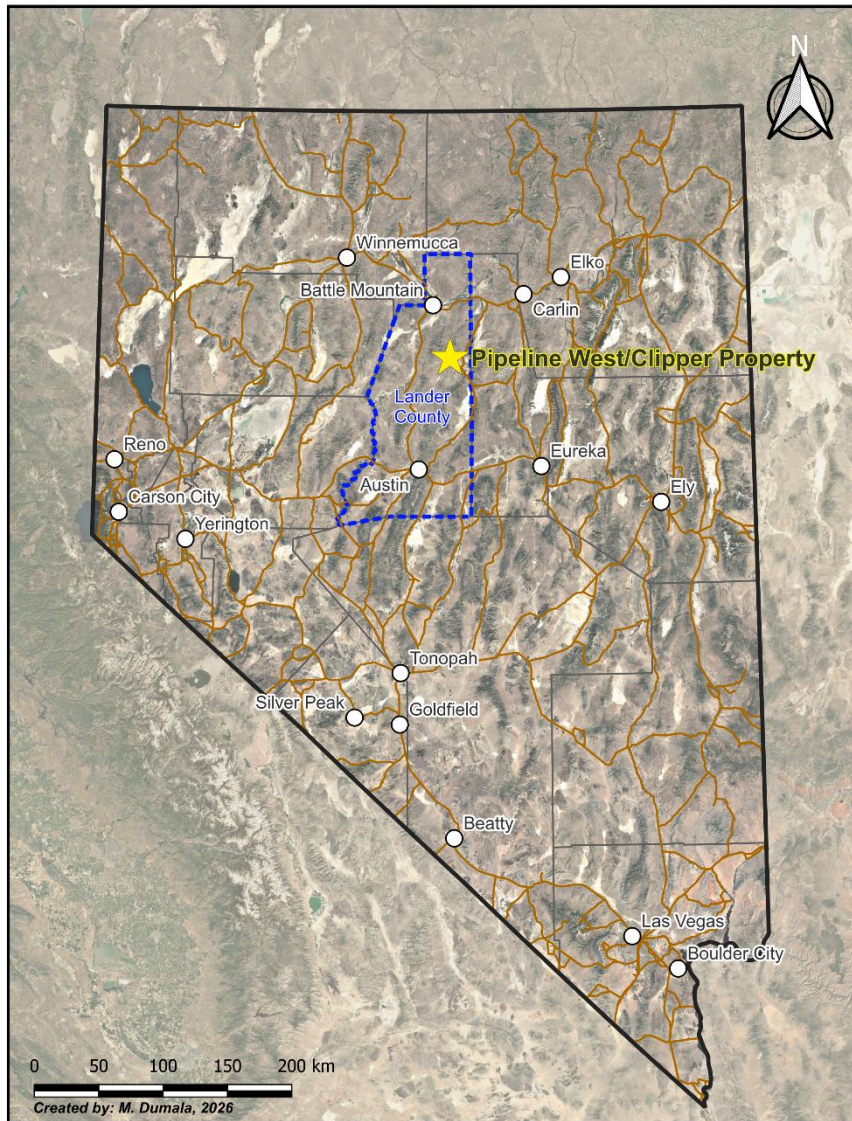 N
Winnemucca
Elko
Battle Mountain
Carlin
Pipeline West/Clipper Property
Lander
County
Reno
Eureka
Austin
Ely
Carson City
Yerington
Tonopah
Silver Peak
Goldfield
Beatty
Las Vegas
Boulder City
0 50 100 150 200 km
Created by: M. Dumala, 2026